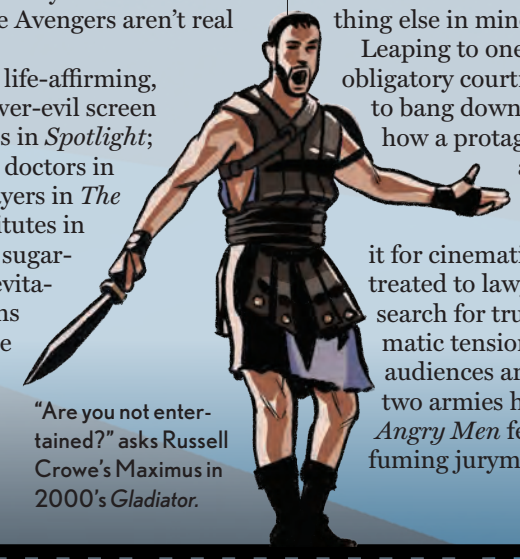 e Avengers aren’t real
life-affirming,
ver-evil screen
s in Spotlight;
doctors in
yers in The
itutes in
sugar-
evita-
ns
e
“Are you not enter-
tained?” asks Russell
Crowe’s Maximus in
2000’s Gladiator.
thing else in min
Leaping to one
obligatory courtr
to bang down
how a protag
a
it for cinemati
treated to law
search for tru
matic tension
audiences an
two armies h
Angry Men fe
fuming jurym